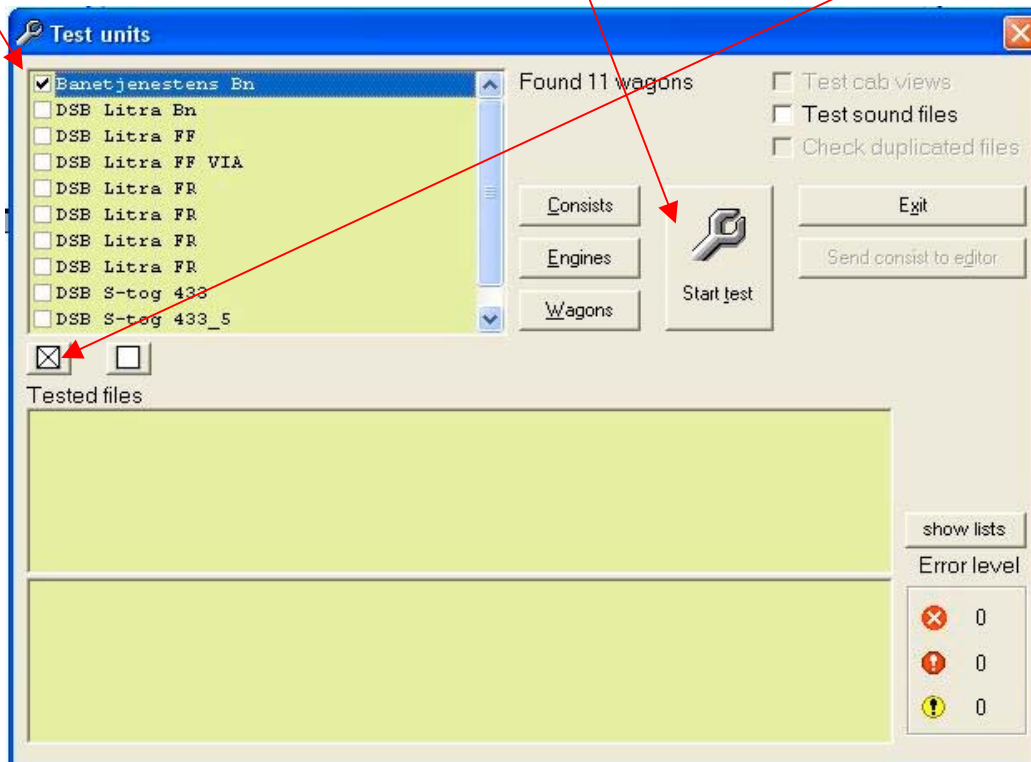 Test units
Banetjenestens Bn
DSB Litra Bn
DSB Litra FF
DSB Litra FF VIA
DSB Litra FR
DSB Litra FR
DSB Litra FR
DSB Litra FR
DSB S-tog 433
DSB S-tog 433_5
Found 11 wagons
Test cab views
Test sound files
Check duplicated files
Consists
Engines
Wagons
Start test
Exit
Send consist to editor
Tested files
show lists
Error level
0
0
0